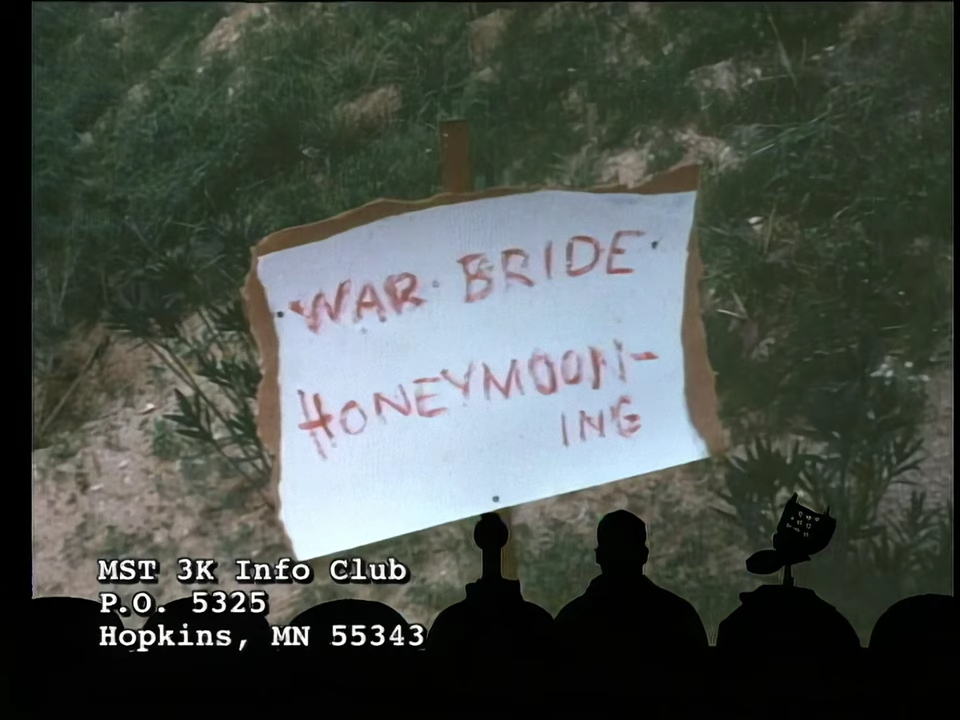 WAR BRIDE
HONEYMOON-
ING
MST 3K Info Club
P.O. 5325
Hopkins, MN 55343